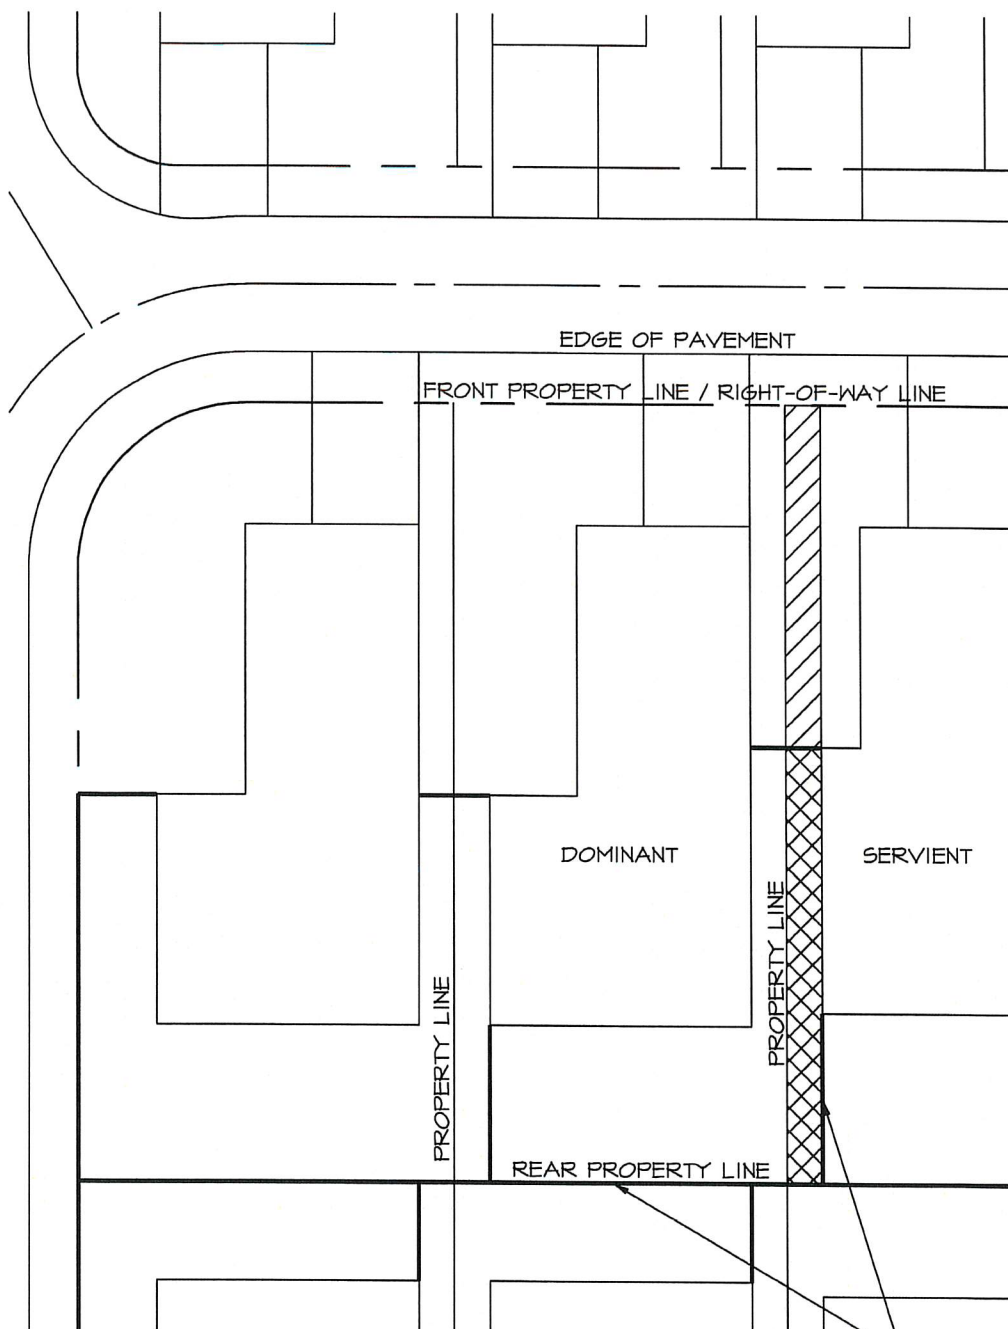 EDGE OF PAVEMENT
FRONT PROPERTY LINE / RIGHT-OF-WAY LINE
DOMINANT
SERVIENT
PROPERTY LINE
PROPERTY LINE
REAR PROPERTY LINE